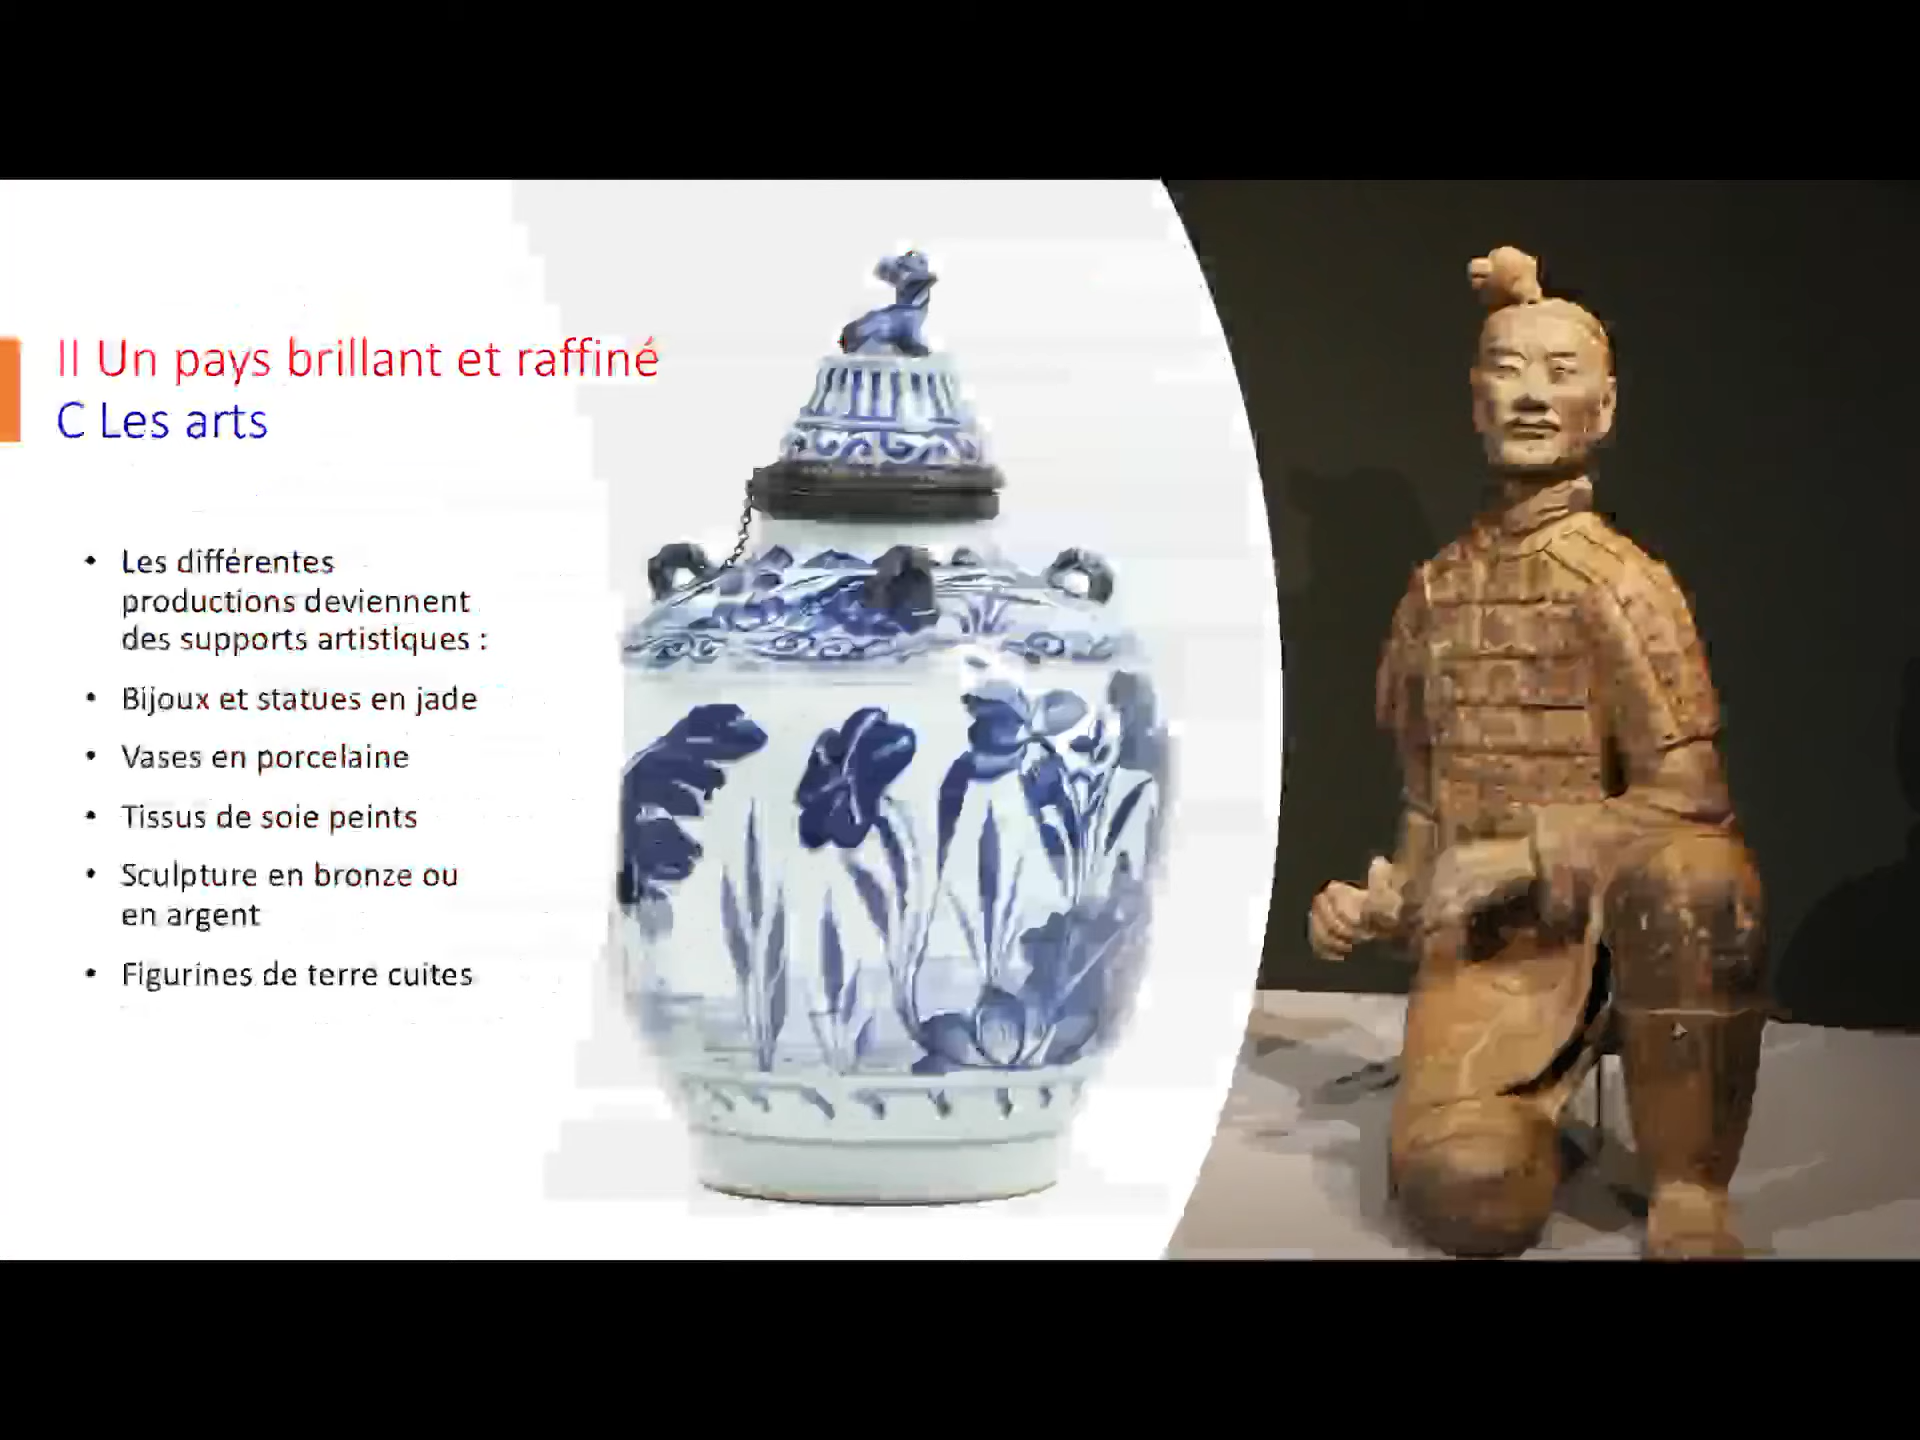 II Un pays brillant et raffiné
C Les arts
• Les différentes
productions deviennent
des supports artistiques :
• Bijoux et statues en jade
• Vases en porcelaine
• Tissus de soie peints
• Sculpture en bronze ou
en argent
• Figurines de terre cuites